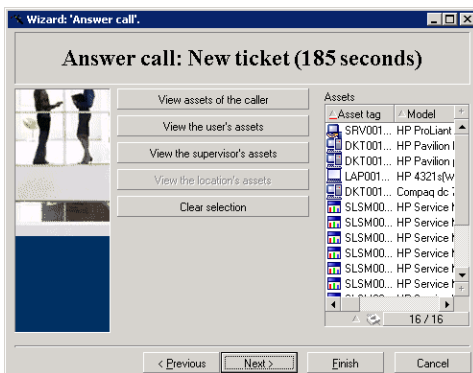 Wizard: 'Answer call'.
Answer call: New ticket (185 seconds)
View assets of the caller
View the user's assets
View the supervisor's assets
View the location's assets
Clear selection
Assets
Asset tag Model
SRV001... HP ProLiant
DKT001... HP Pavilion
DKT001... HP Pavilion
LAP001... HP 4321s(W
DKT001... Compaq dc 7
SLSM00... HP Service
SLSM00... HP Service
SLSM00... HP Service
SLSM00... HP Service
SLSM00... HP Service
16 / 16
< Previous Next > Finish Cancel